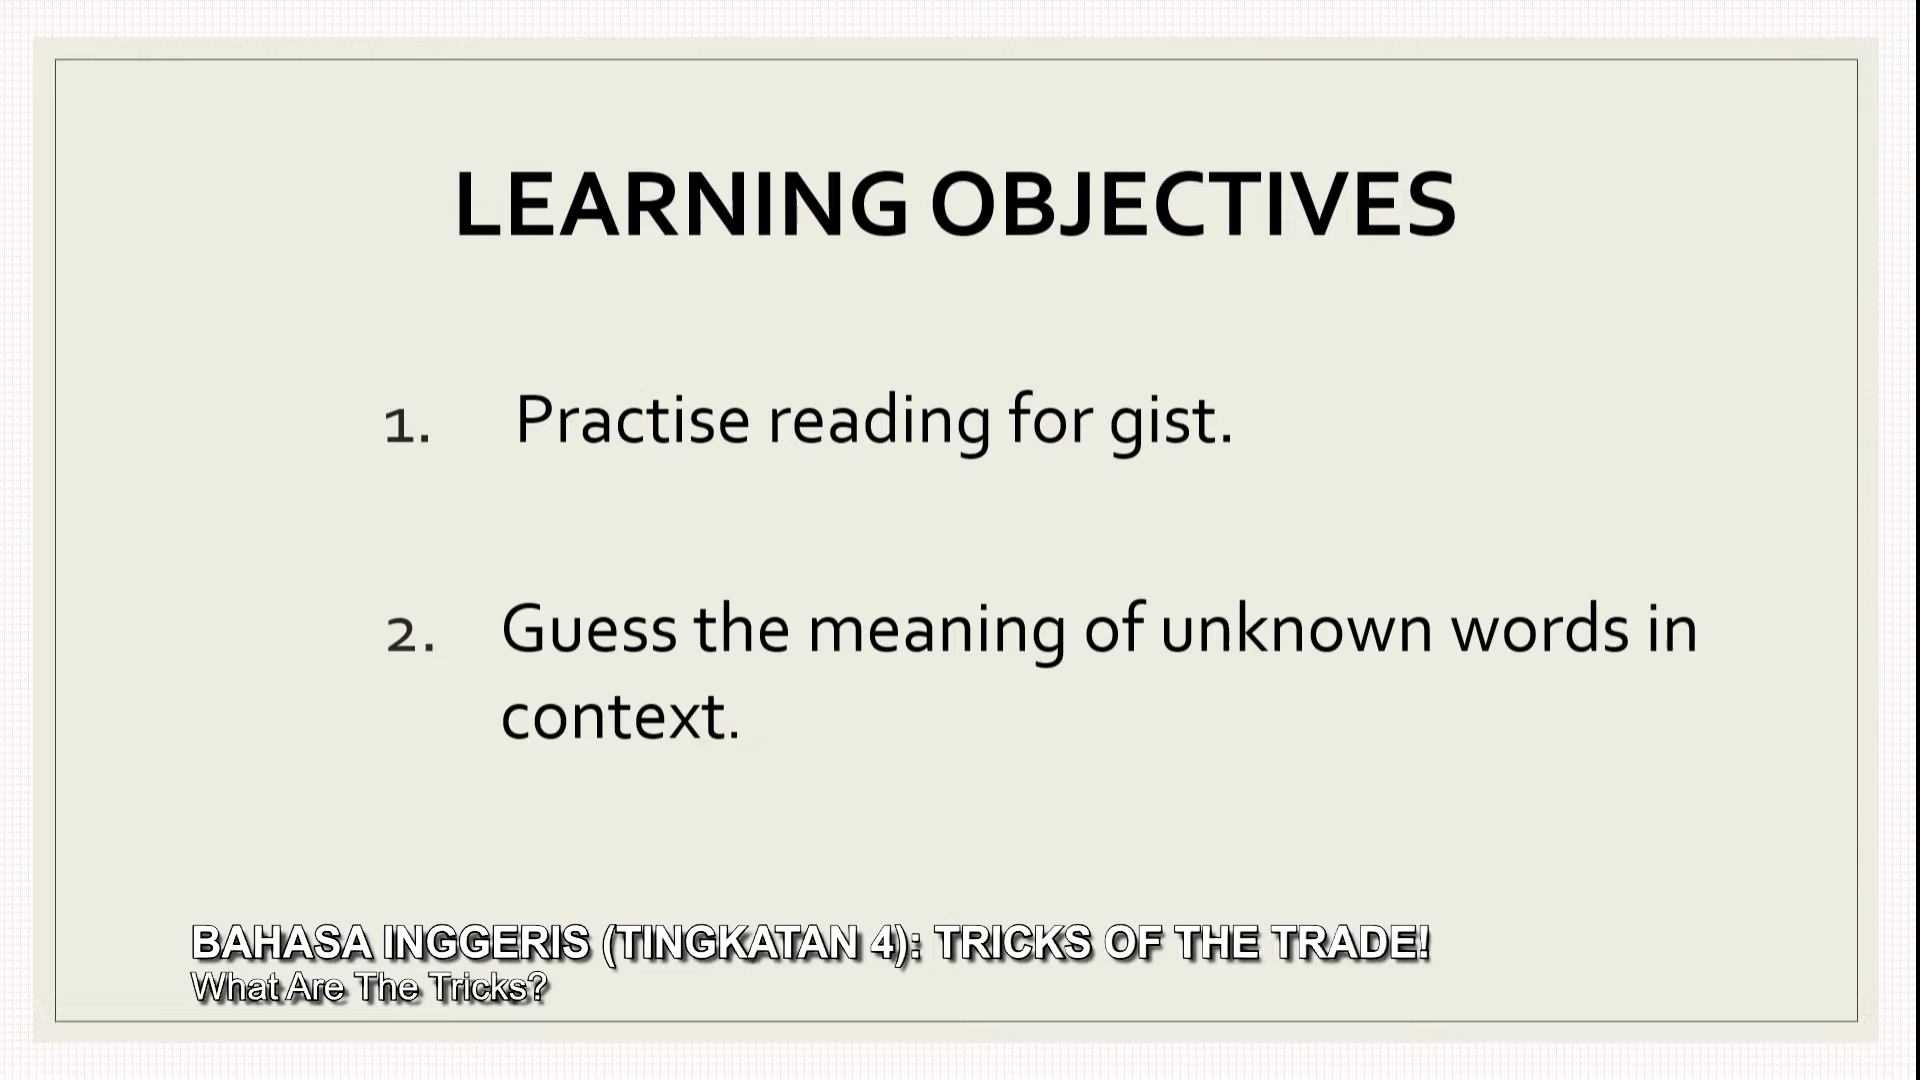 LEARNING OBJECTIVES
1. Practise reading for gist.
2. Guess the meaning of unknown words in
context.
BAHASA INGGERIS (TINGKATAN 4): TRICKS OF THE TRADE!
What Are The Tricks?